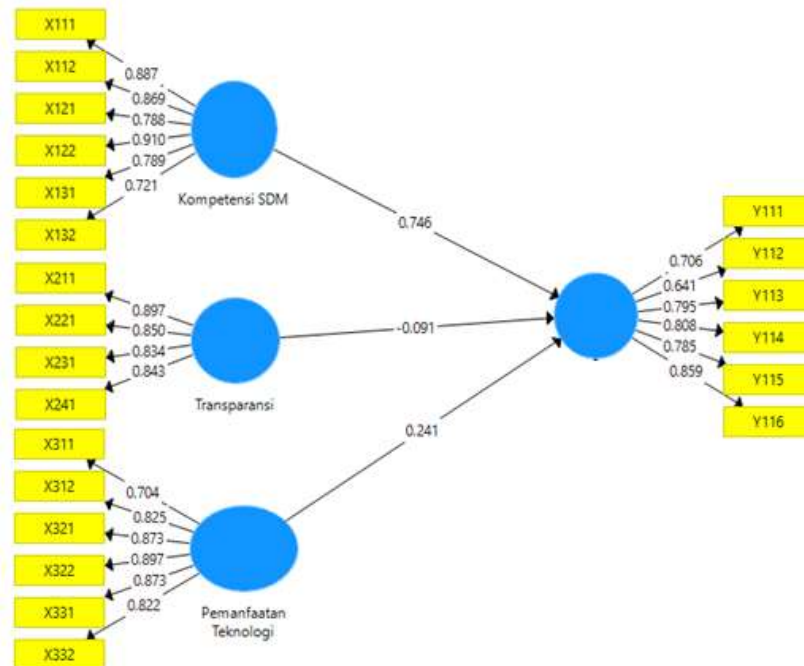 X111
0.887
X112
0.869
X121
0.788
X122
0.910
X131
0.789
X132
0.721
Kompetensi SDM
0.746
X211
0.897
X221
0.850
X231
0.834
X241
0.843
Transparansi
-0.091
X311
0.704
X312
0.825
X321
0.873
X322
0.897
X331
0.873
X332
0.822
Pemanfaatan
Teknologi
0.241
Y111
0.706
Y112
0.641
Y113
0.795
Y114
0.808
Y115
0.785
Y116
0.859